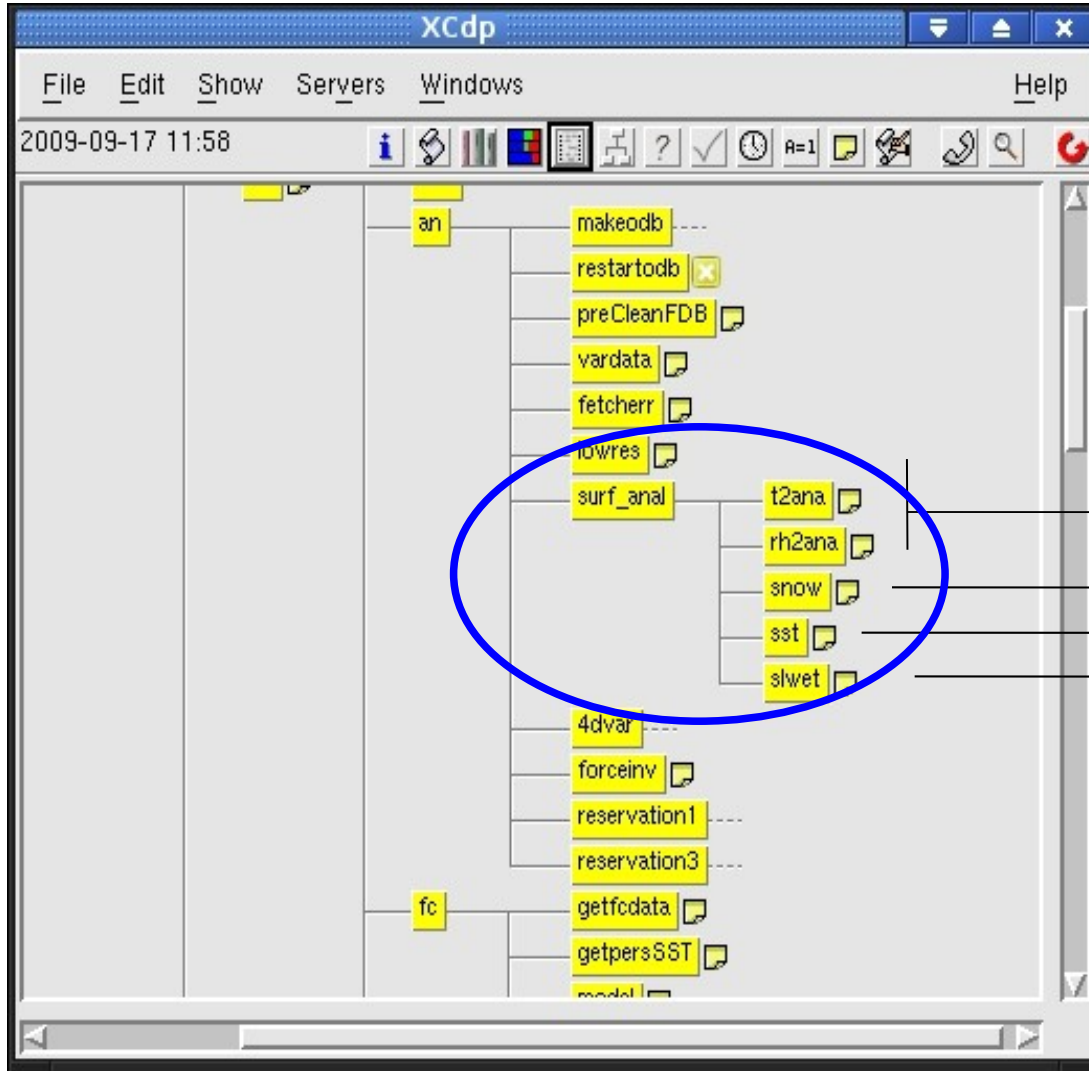 XCdp
File Edit Show Servers Windows Help
2009-09-17 11:58
i ? A=1
an
makeodb
restartodb
preCleanFDB
vardata
fetcherr
lowres
surf_anal
t2ana
rh2ana
snow
sst
slwet
4dvar
forceinv
reservation1
reservation3
fc
getfcdata
getpersSST
model